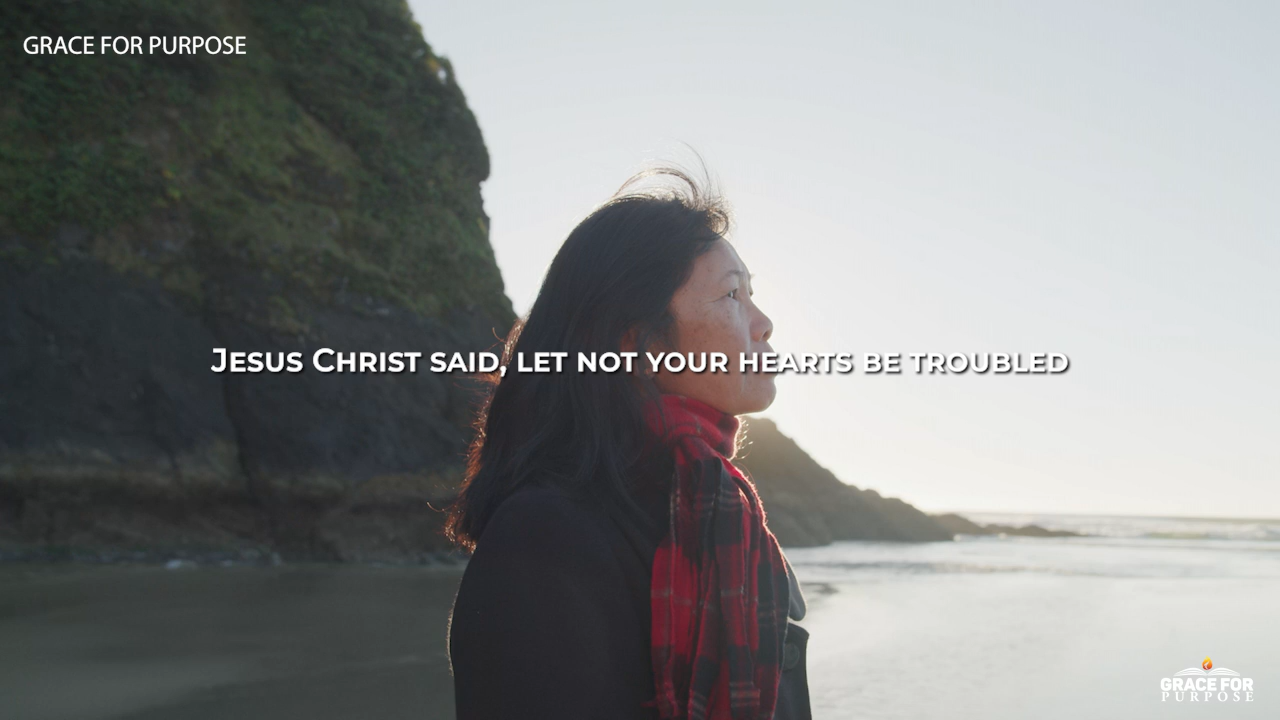 GRACE FOR PURPOSE
Jesus Christ said, let not your hearts be troubled
GRACE FOR
PURPOSE